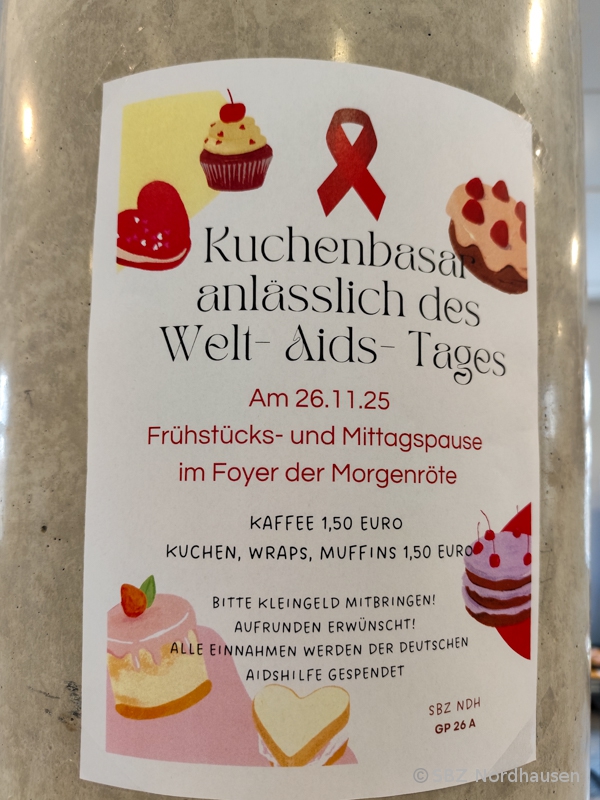 Kuchenbasar
anlässlich des
Welt- Aids- Tages
Am 26.11.25
Frühstücks- und Mittagspause
im Foyer der Morgenröte
KAFFEE 1,50 EURO
KUCHEN, WRAPS, MUFFINS 1,50 EURO
BITTE KLEINGELD MITBRINGEN!
AUFRUNDEN ERWÜNSCHT!
ALLE EINNAHMEN WERDEN DER DEUTSCHEN
AIDSHILFE GESPENDET
SBZ NDH
GP 26 A
© SBZ Nordhausen